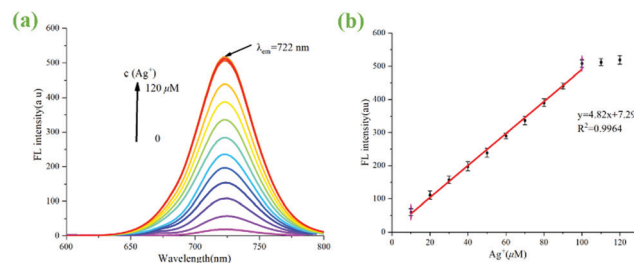 (a)
600
500
400
300
200
100
0
FL intensity(a u)
c (Ag⁺)
120 μM
0
λem=722 nm
600
650
700
750
800
Wavelength(nm)
(b)
600
500
400
300
200
100
0
FL intensity(au)
y=4.82x+7.29
R²=0.9964
20
40
60
80
100
120
Ag⁺(μM)